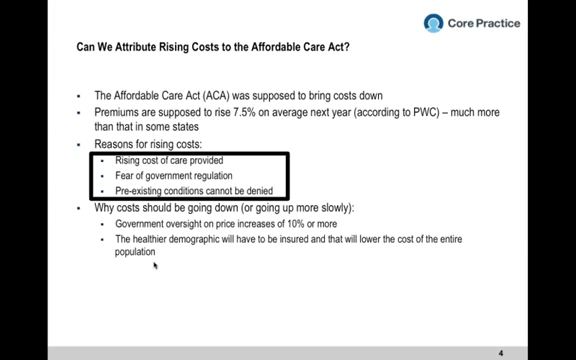 Core Practice
Can We Attribute Rising Costs to the Affordable Care Act?
The Affordable Care Act (ACA) was supposed to bring costs down
Premiums are supposed to rise 7.5% on average next year (according to PWC) – much more
than that in some states
Reasons for rising costs:
Rising cost of care provided
Fear of government regulation
Pre-existing conditions cannot be denied
Why costs should be going down (or going up more slowly):
Government oversight on price increases of 10% or more
The healthier demographic will have to be insured and that will lower the cost of the entire
population
4